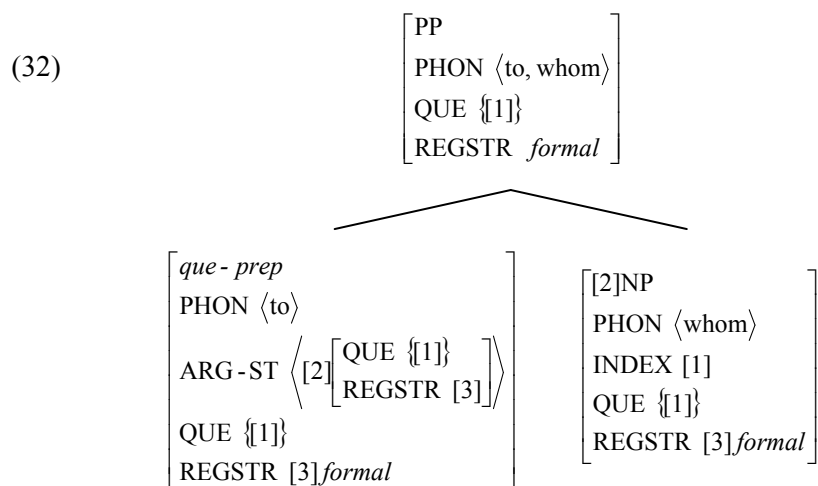 (32)
PP
PHON ⟨to, whom⟩
QUE {[1]}
REGSTR formal
que - prep
PHON ⟨to⟩
ARG - ST ⟨[2][QUE {[1]}
REGSTR [3]]⟩
QUE {[1]}
REGSTR [3] formal
[2]NP
PHON ⟨whom⟩
INDEX [1]
QUE {[1]}
REGSTR [3] formal